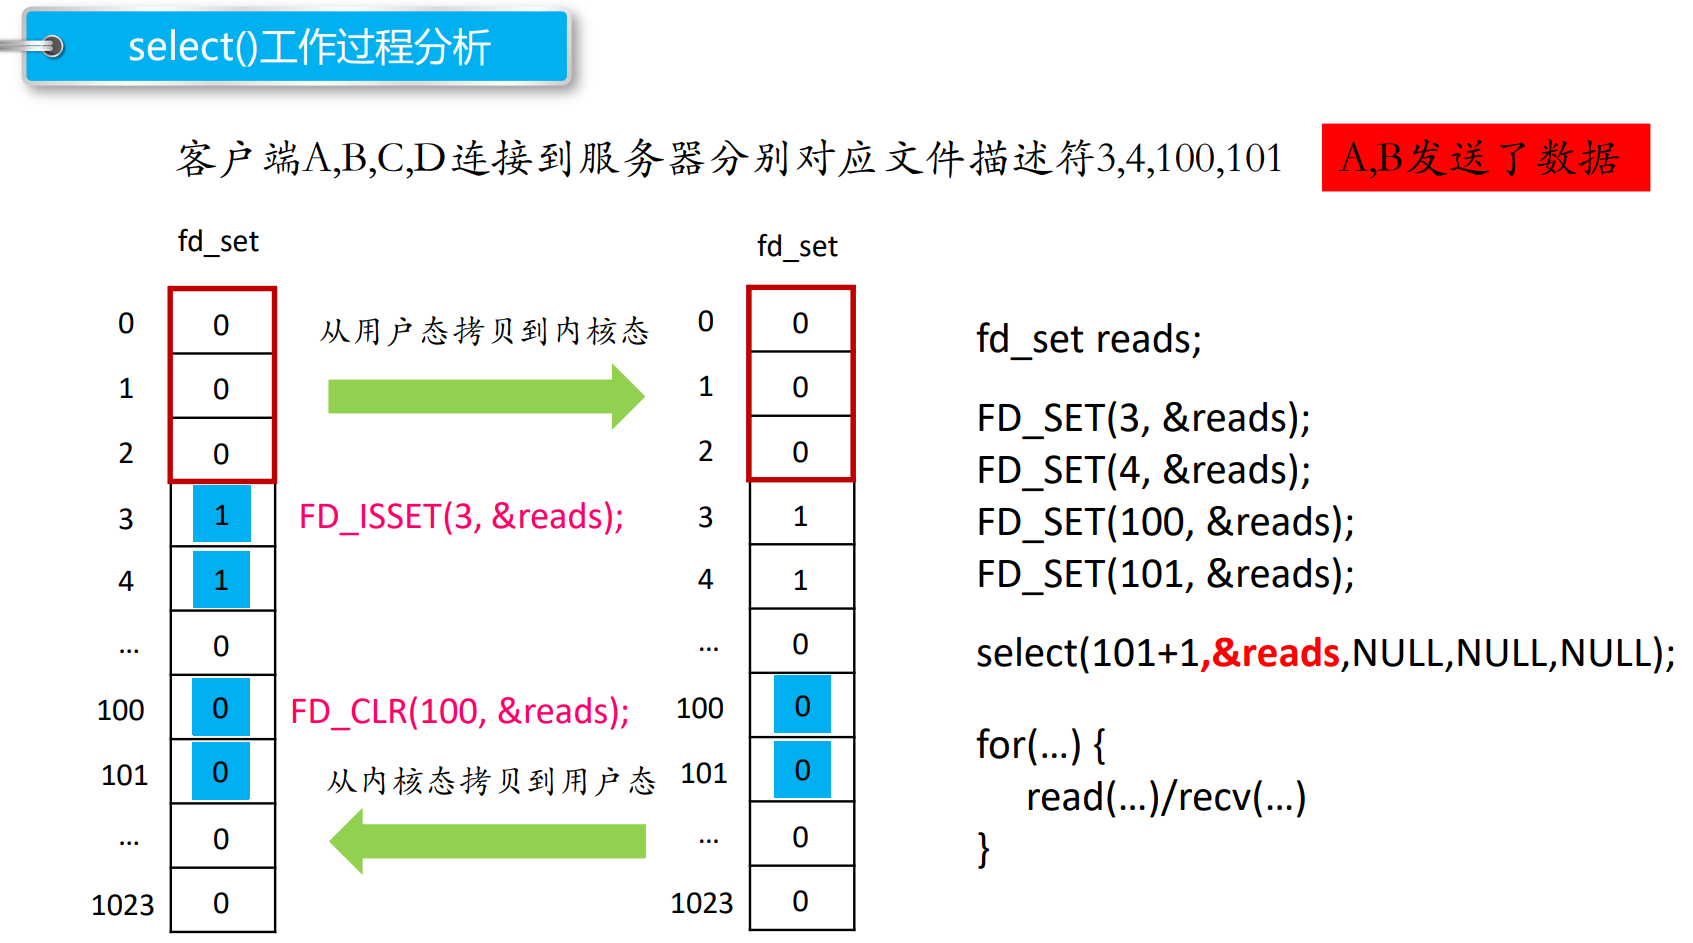 select()工作过程分析
客户端A,B,C,D连接到服务器分别对应文件描述符3,4,100,101
A,B发送了数据
fd_set
0 0
1 0
2 0
3 1
4 1
... 0
100 0
101 0
... 0
1023 0
从用户态拷贝到内核态
FD_ISSET(3, &reads);
FD_CLR(100, &reads);
从内核态拷贝到用户态
fd_set
0 0
1 0
2 0
3 1
4 1
... 0
100 0
101 0
... 0
1023 0
fd_set reads;
FD_SET(3, &reads);
FD_SET(4, &reads);
FD_SET(100, &reads);
FD_SET(101, &reads);
select(101+1,&reads,NULL,NULL,NULL);
for(...) {
read(...)/recv(...)
}